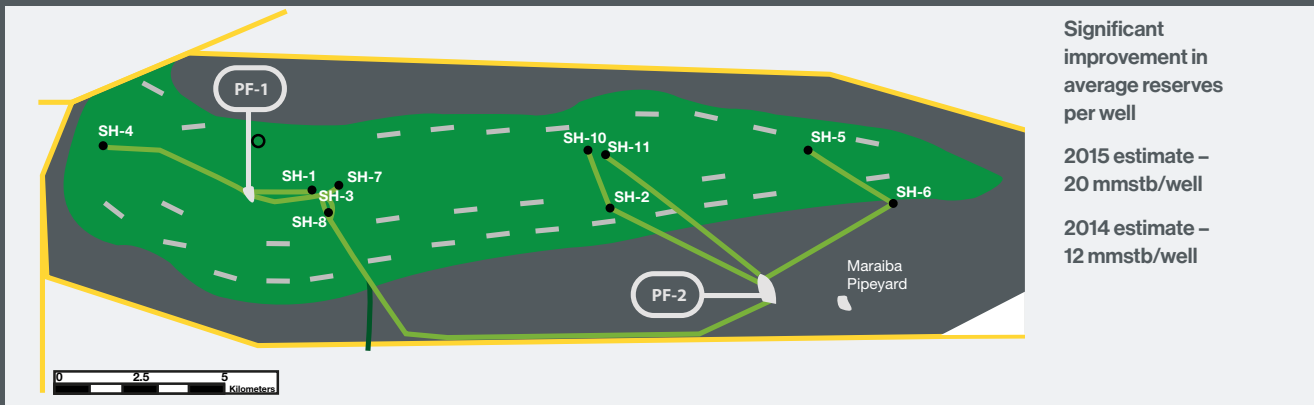 PF-1
SH-4
SH-1
SH-7
SH-3
SH-8
SH-10
SH-11
SH-2
SH-5
SH-6
PF-2
Maraiba
Pipeyard
0 2.5 5
Kilometers
Significant
improvement in
average reserves
per well
2015 estimate –
20 mmstb/well
2014 estimate –
12 mmstb/well